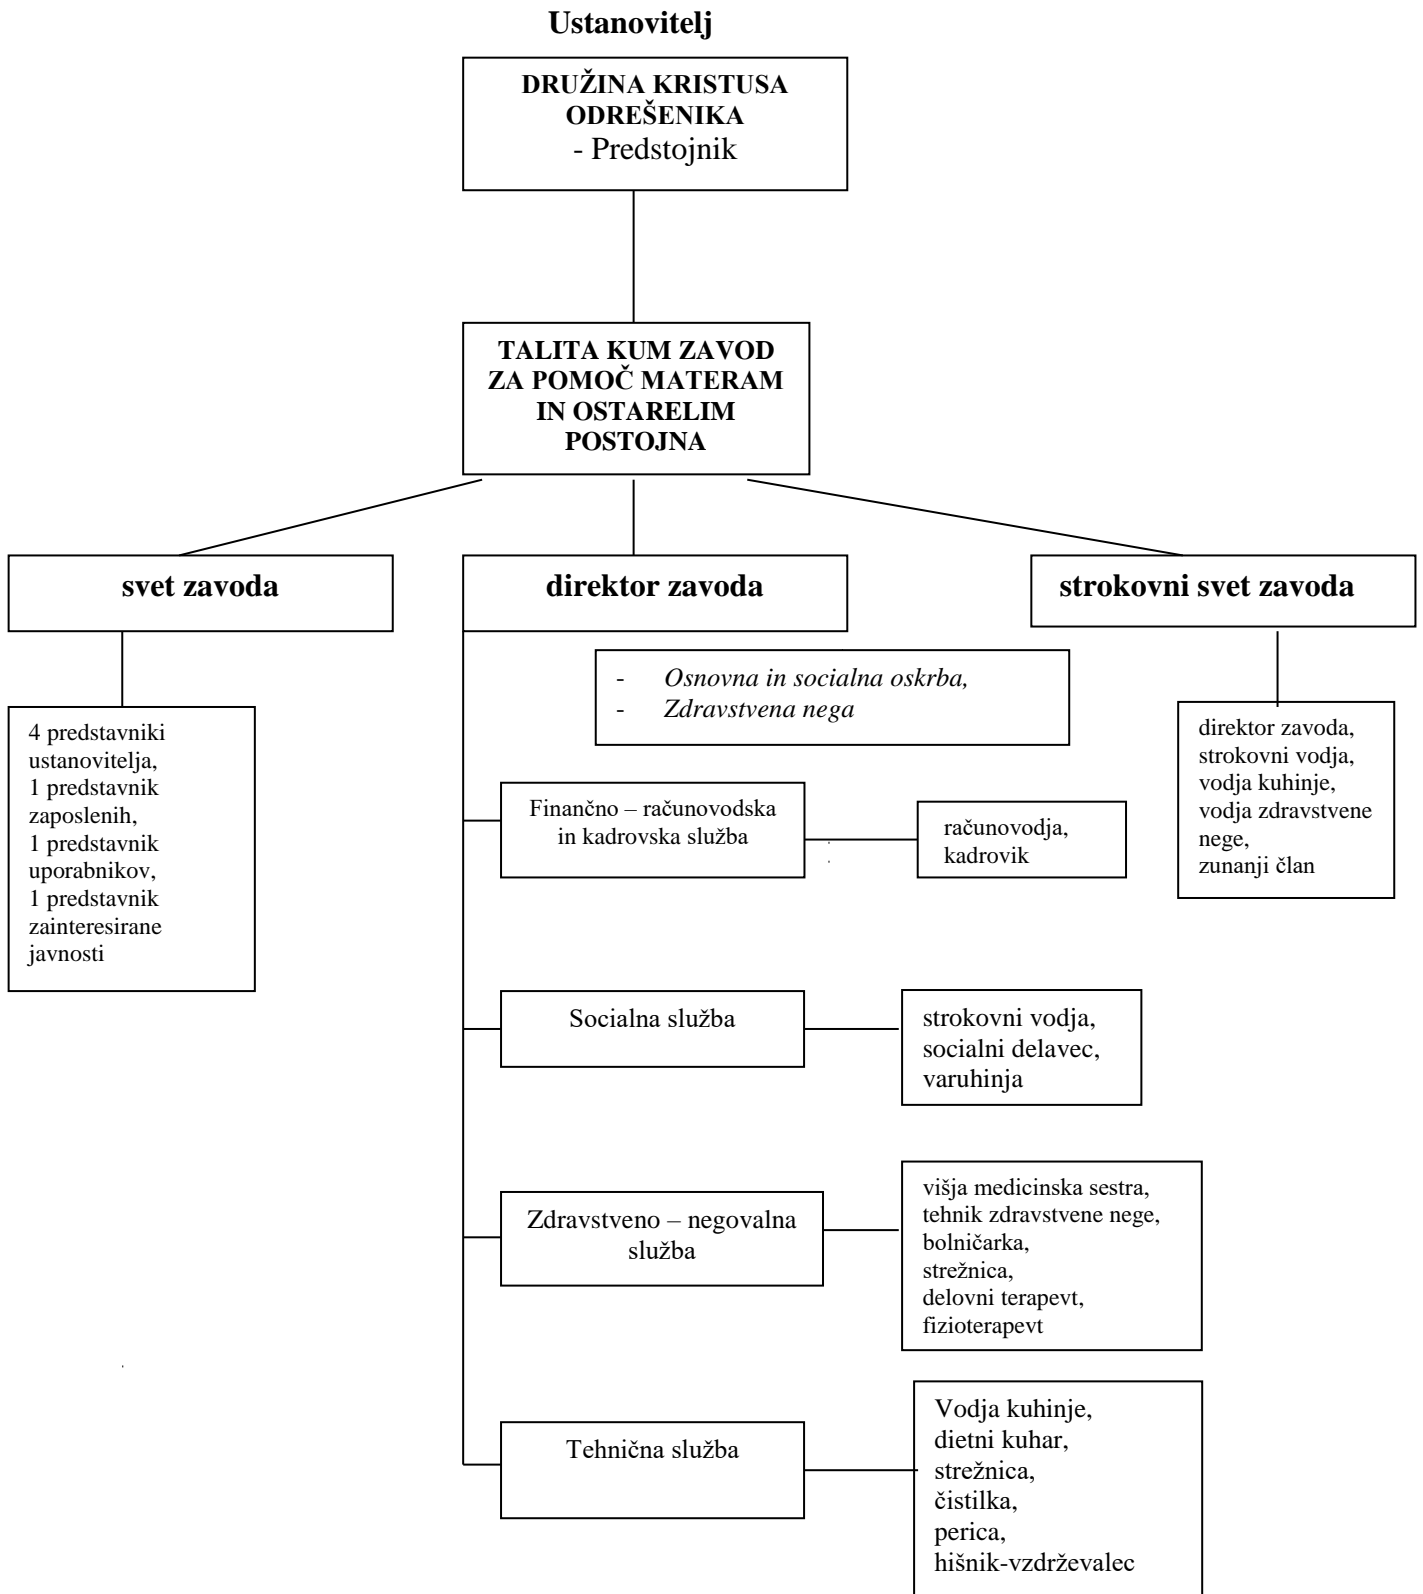 Ustanovitelj
DRUŽINA KRISTUSA
ODREŠENIKA
- Predstojnik
TALITA KUM ZAVOD
ZA POMOČ MATERAM
IN OSTARELIM
POSTOJNA
svet zavoda
direktor zavoda
strokovni svet zavoda
- Osnovna in socialna oskrba,
- Zdravstvena nega
4 predstavniki
ustanovitelja,
1 predstavnik
zaposlenih,
1 predstavnik
uporabnikov,
1 predstavnik
zainteresirane
javnosti
direktor zavoda,
strokovni vodja,
vodja kuhinje,
vodja zdravstvene
nege,
zunanji član
Finančno – računovodska
in kadrovska služba
računovodja,
kadrovik
Socialna služba
strokovni vodja,
socialni delavec,
varuhinja
Zdravstveno – negovalna
služba
višja medicinska sestra,
tehnik zdravstvene nege,
bolničarka,
strežnica,
delovni terapevt,
fizioterapevt
Tehnična služba
Vodja kuhinje,
dietni kuhar,
strežnica,
čistilka,
perica,
hišnik-vzdrževalec